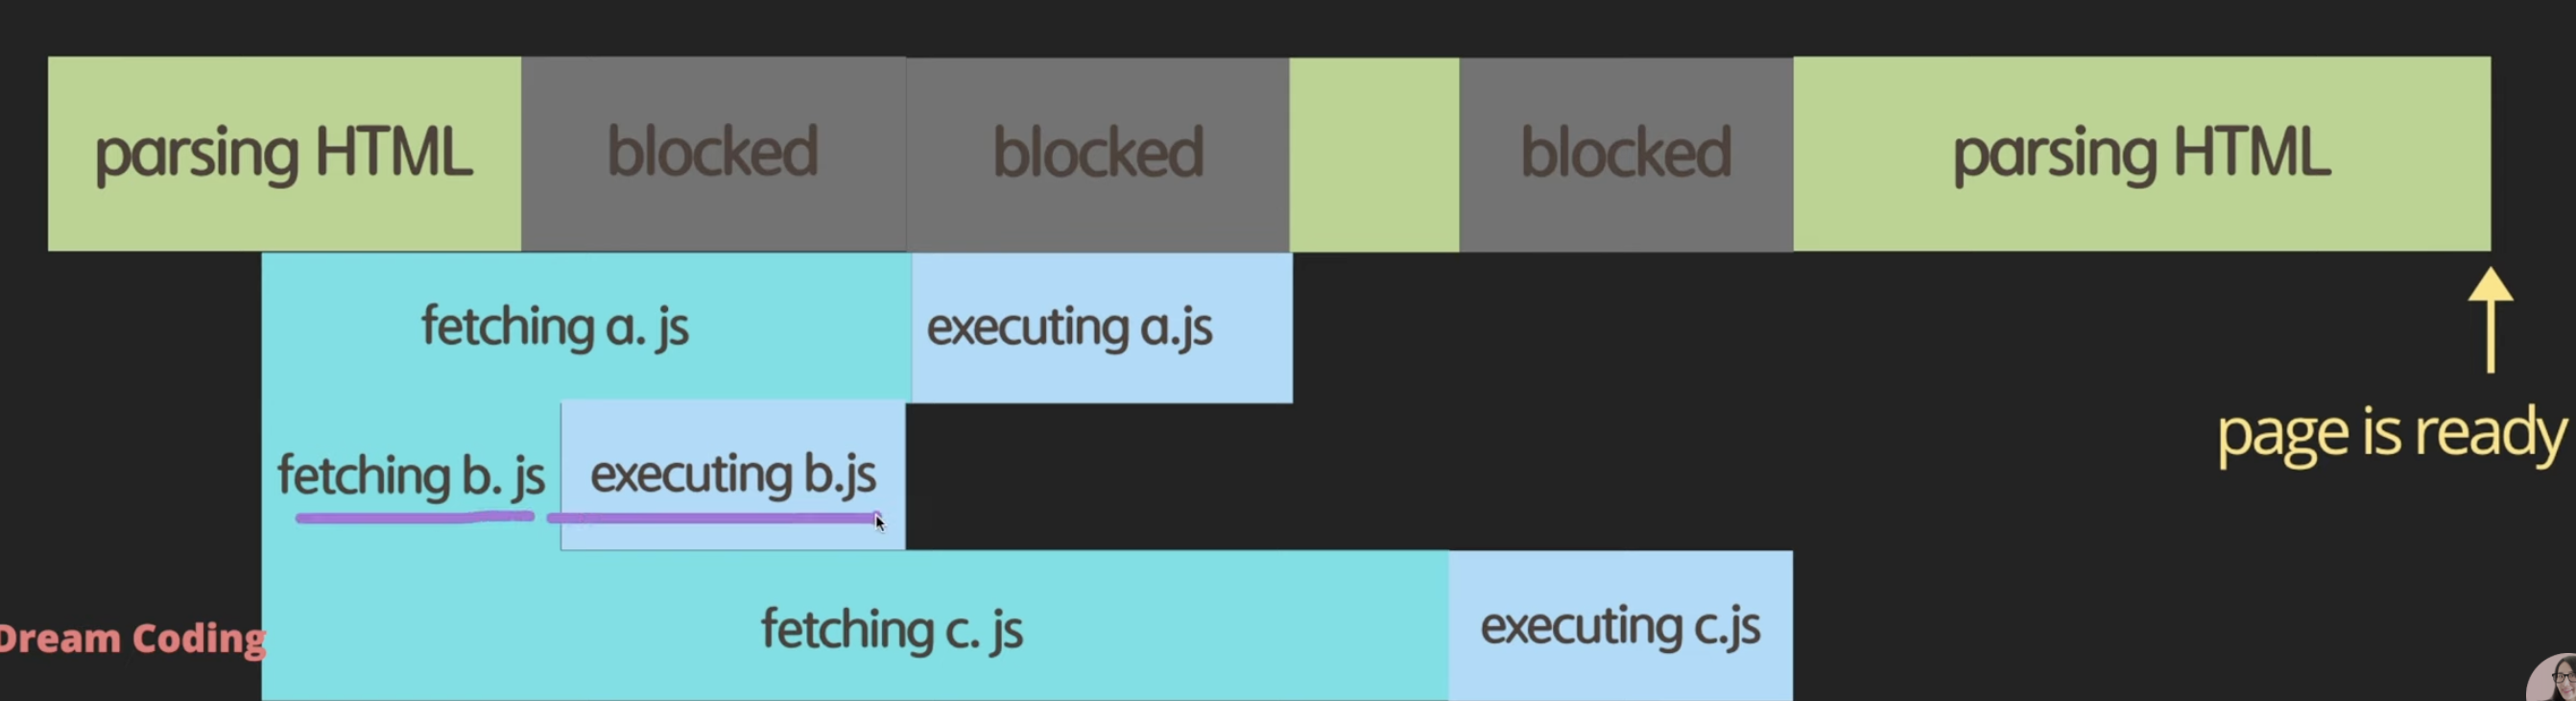 parsing HTML
blocked
blocked
blocked
parsing HTML
fetching a. js
executing a.js
page is ready
fetching b. js
executing b.js
Dream Coding
fetching c. js
executing c.js